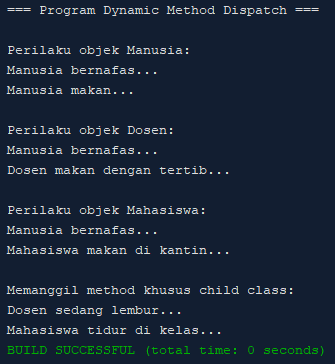 === Program Dynamic Method Dispatch ===
Perilaku objek Manusia:
Manusia bernafas...
Manusia makan...
Perilaku objek Dosen:
Manusia bernafas...
Dosen makan dengan tertib...
Perilaku objek Mahasiswa:
Manusia bernafas...
Mahasiswa makan di kantin...
Memanggil method khusus child class:
Dosen sedang lembur...
Mahasiswa tidur di kelas...
BUILD SUCCESSFUL (total time: 0 seconds)